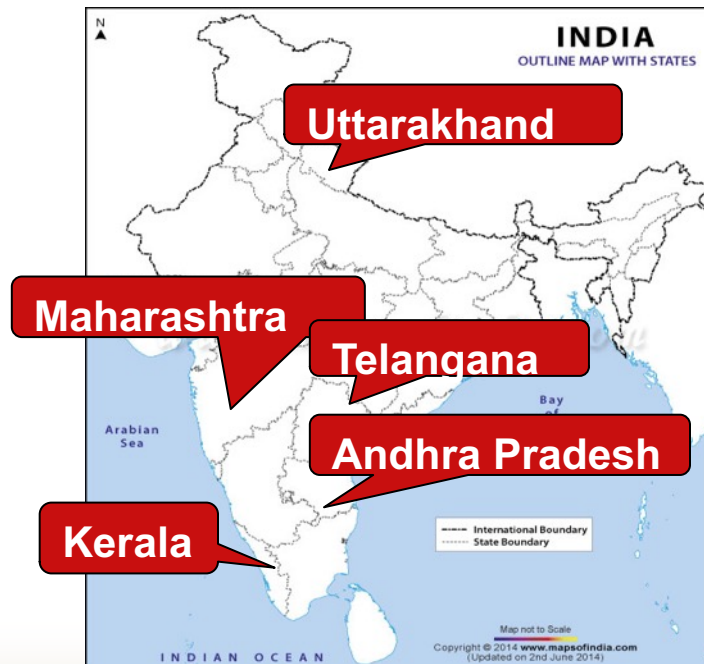 N
INDIA
OUTLINE MAP WITH STATES
Uttarakhand
Maharashtra
Telangana
Bay
of
Arabian
Sea
Andhra Pradesh
International Boundary
State Boundary
Kerala
Map not to Scale
Copyright © 2014 www.mapsofindia.com
(Updated on 2nd June 2014)
INDIAN OCEAN